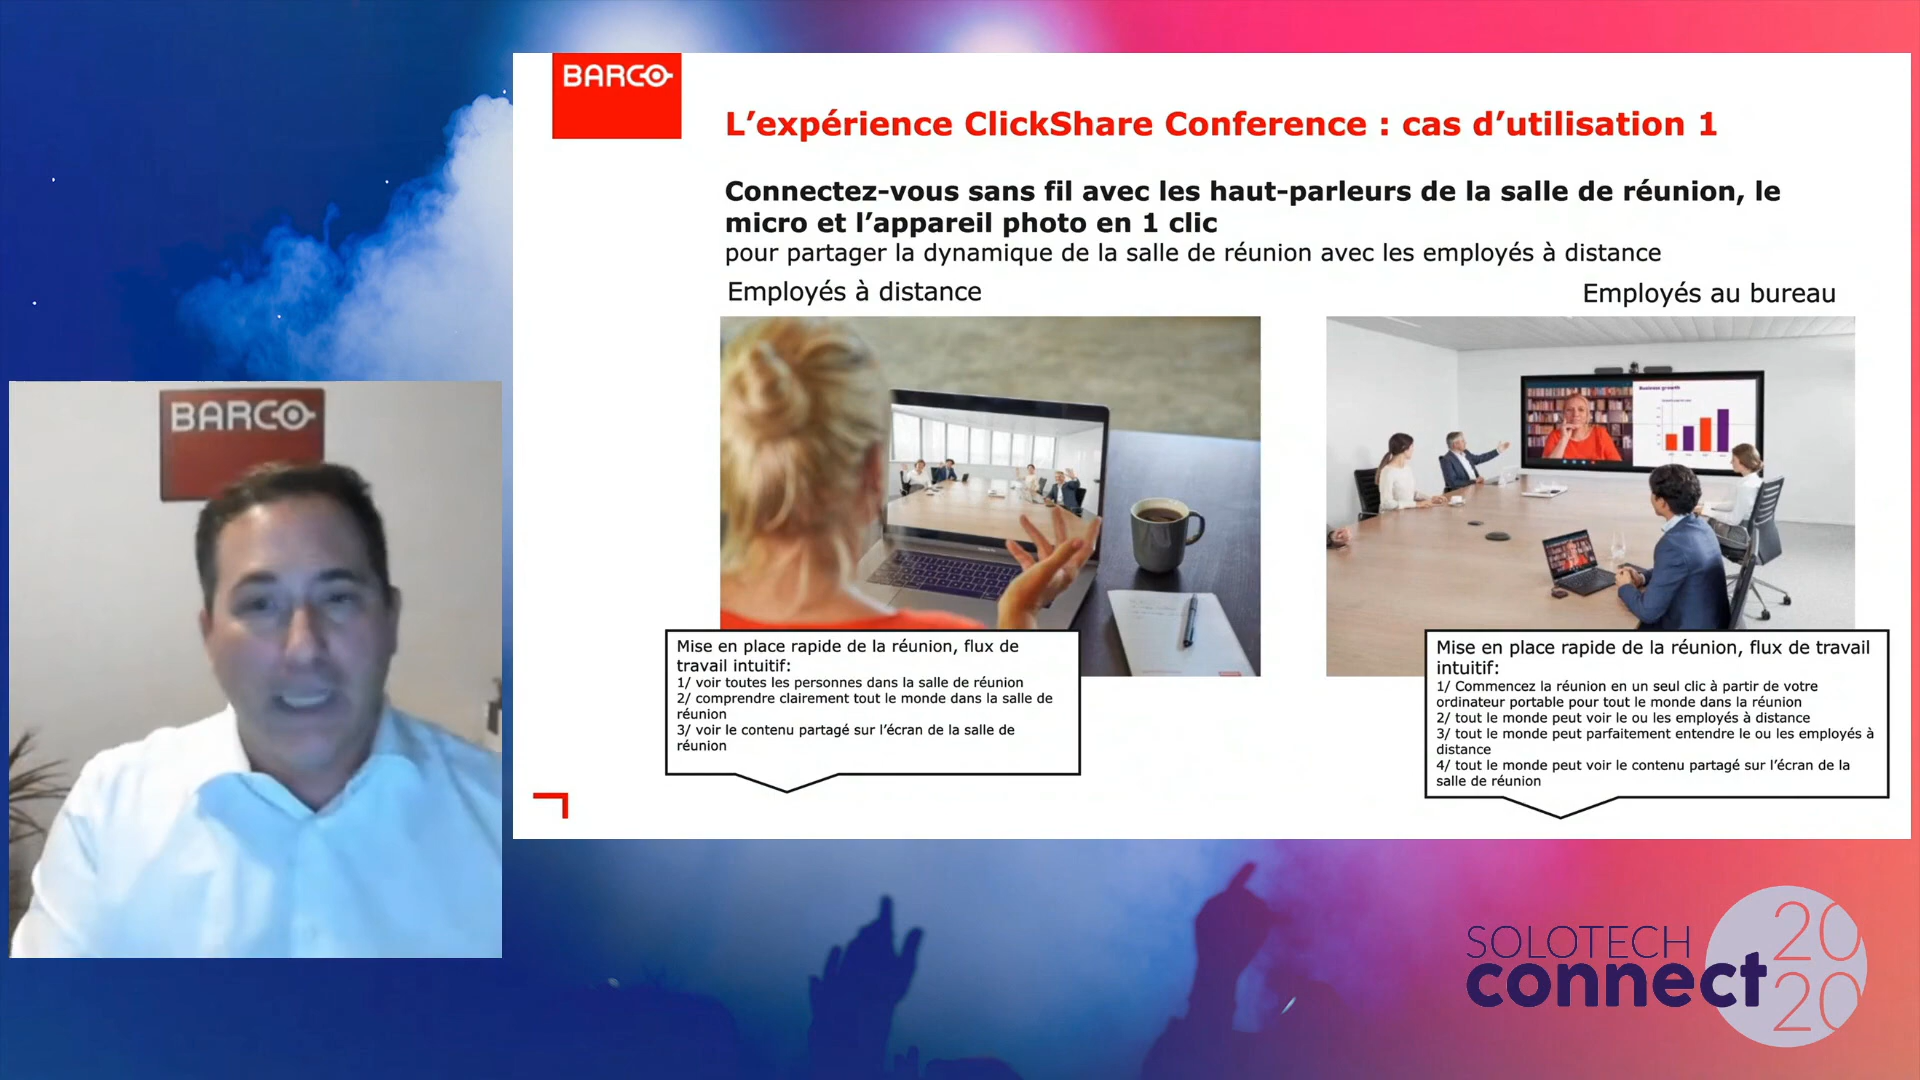 BARCO
L’expérience ClickShare Conference : cas d’utilisation 1
Connectez-vous sans fil avec les haut-parleurs de la salle de réunion, le
micro et l’appareil photo en 1 clic
pour partager la dynamique de la salle de réunion avec les employés à distance
Employés à distance
Employés au bureau
Business growth
Mise en place rapide de la réunion, flux de
travail intuitif:
1/ voir toutes les personnes dans la salle de réunion
2/ comprendre clairement tout le monde dans la salle de
réunion
3/ voir le contenu partagé sur l’écran de la salle de
réunion
Mise en place rapide de la réunion, flux de travail
intuitif:
1/ Commencez la réunion en un seul clic à partir de votre
ordinateur portable pour tout le monde dans la réunion
2/ tout le monde peut voir le ou les employés à distance
3/ tout le monde peut parfaitement entendre le ou les employés à
distance
4/ tout le monde peut voir le contenu partagé sur l’écran de la
salle de réunion
BARCO
SOLOTECH
connect
20
20